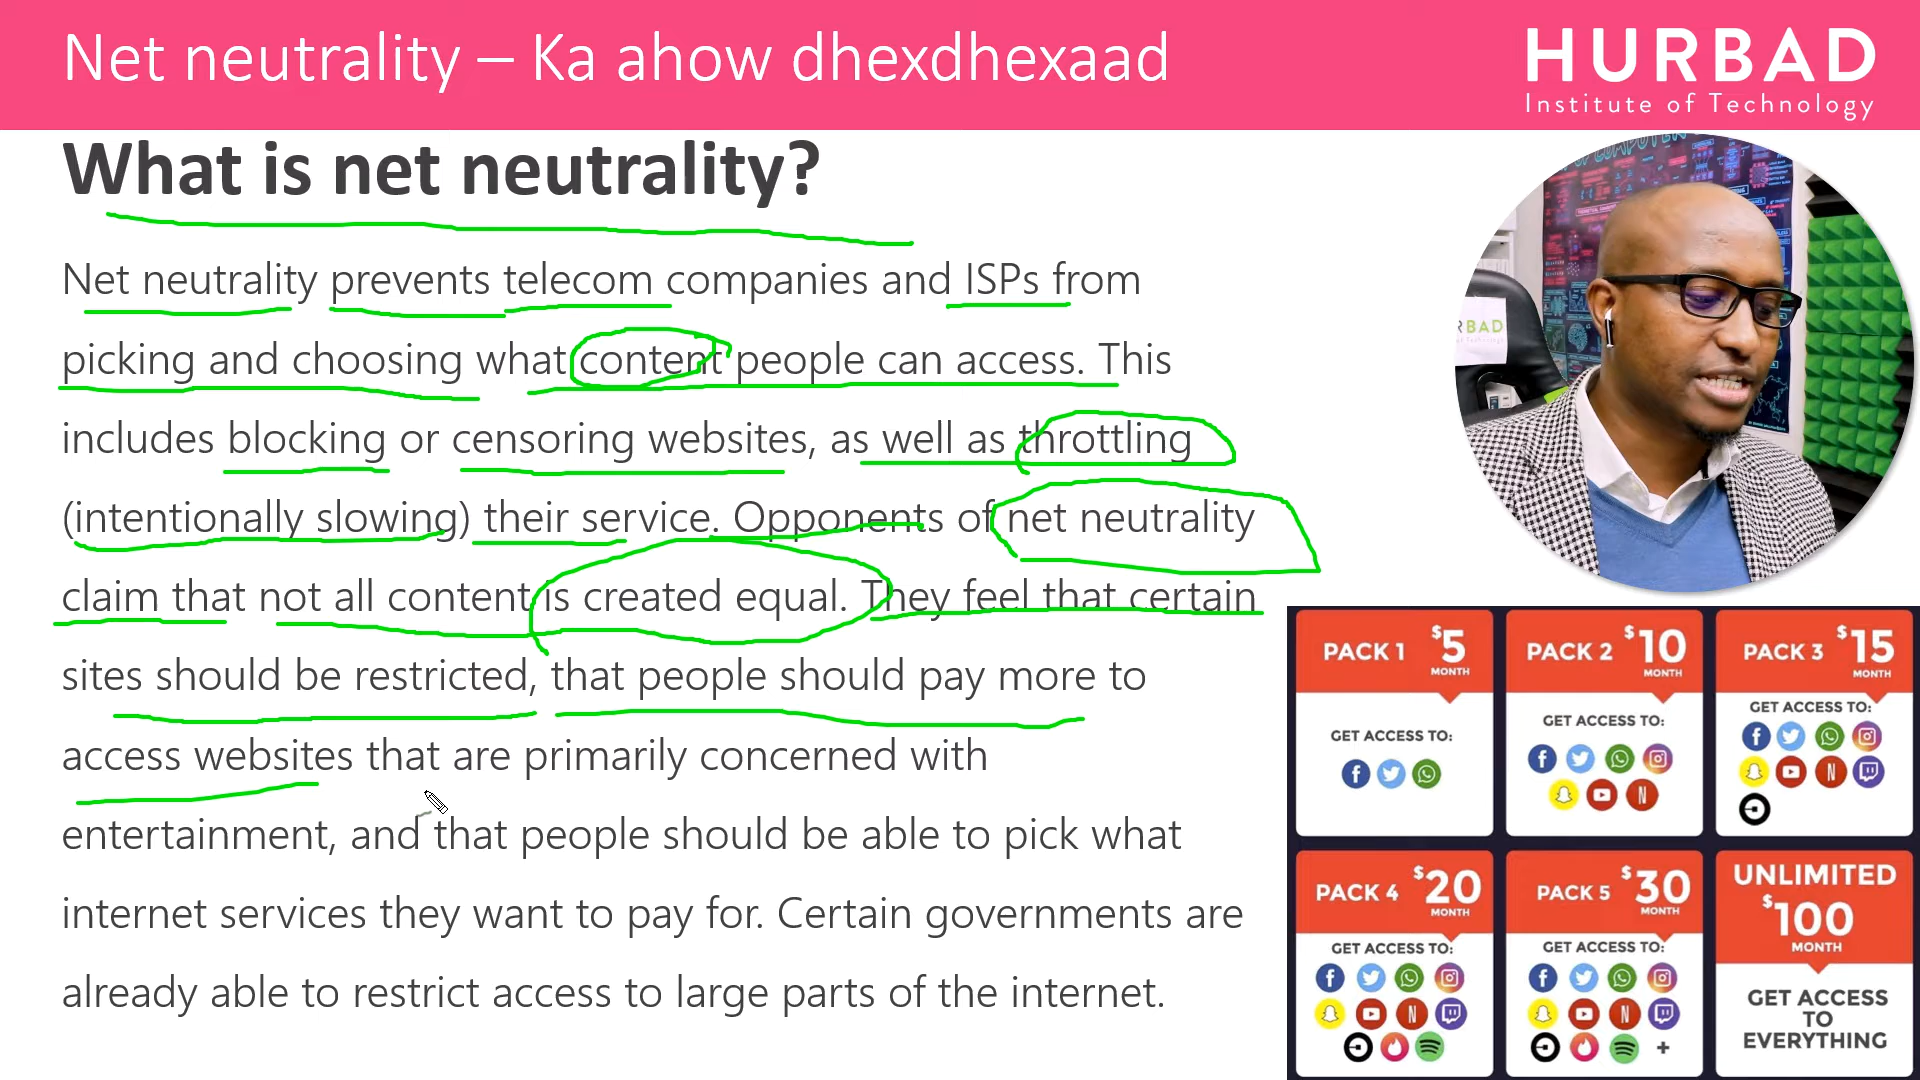 Net neutrality – Ka ahow dhexdhexaad
HURBAD
Institute of Technology
What is net neutrality?
Net neutrality prevents telecom companies and ISPs from
picking and choosing what content people can access. This
includes blocking or censoring websites, as well as throttling
(intentionally slowing) their service. Opponents of net neutrality
claim that not all content is created equal. They feel that certain
sites should be restricted, that people should pay more to
access websites that are primarily concerned with
entertainment, and that people should be able to pick what
internet services they want to pay for. Certain governments are
already able to restrict access to large parts of the internet.
RBAD
PACK 1 $5 MONTH
GET ACCESS TO:
PACK 2 $10 MONTH
GET ACCESS TO:
PACK 3 $15 MONTH
GET ACCESS TO:
PACK 4 $20 MONTH
GET ACCESS TO:
PACK 5 $30 MONTH
GET ACCESS TO:
+
UNLIMITED
$100
MONTH
GET ACCESS
TO
EVERYTHING